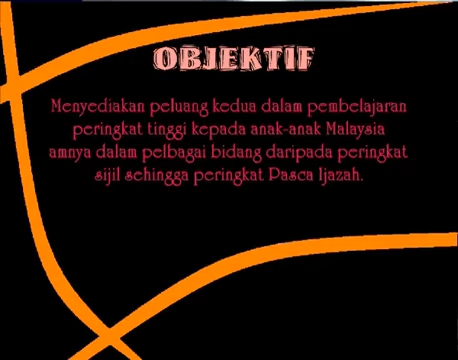 OBJEKTIF
Menyediakan peluang kedua dalam pembelajaran
peringkat tinggi kepada anak-anak Malaysia
amnya dalam pelbagai bidang daripada peringkat
sijil sehingga peringkat Pasca Ijazah.